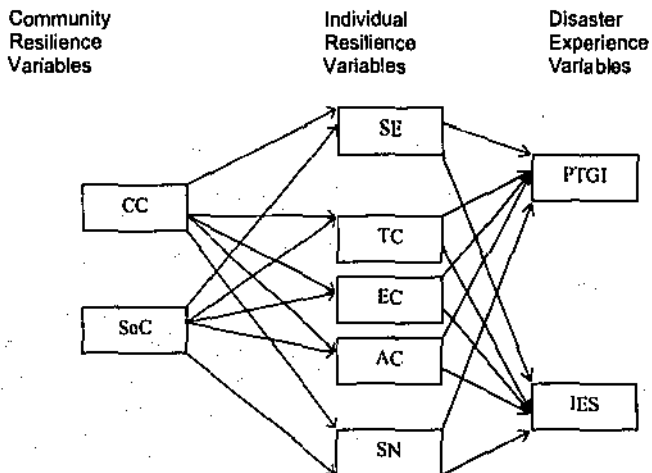 Community
Resilience
Variables
Individual
Resilience
Variables
Disaster
Experience
Variables
SE
PTGI
CC
TC
EC
SoC
AC
IES
SN